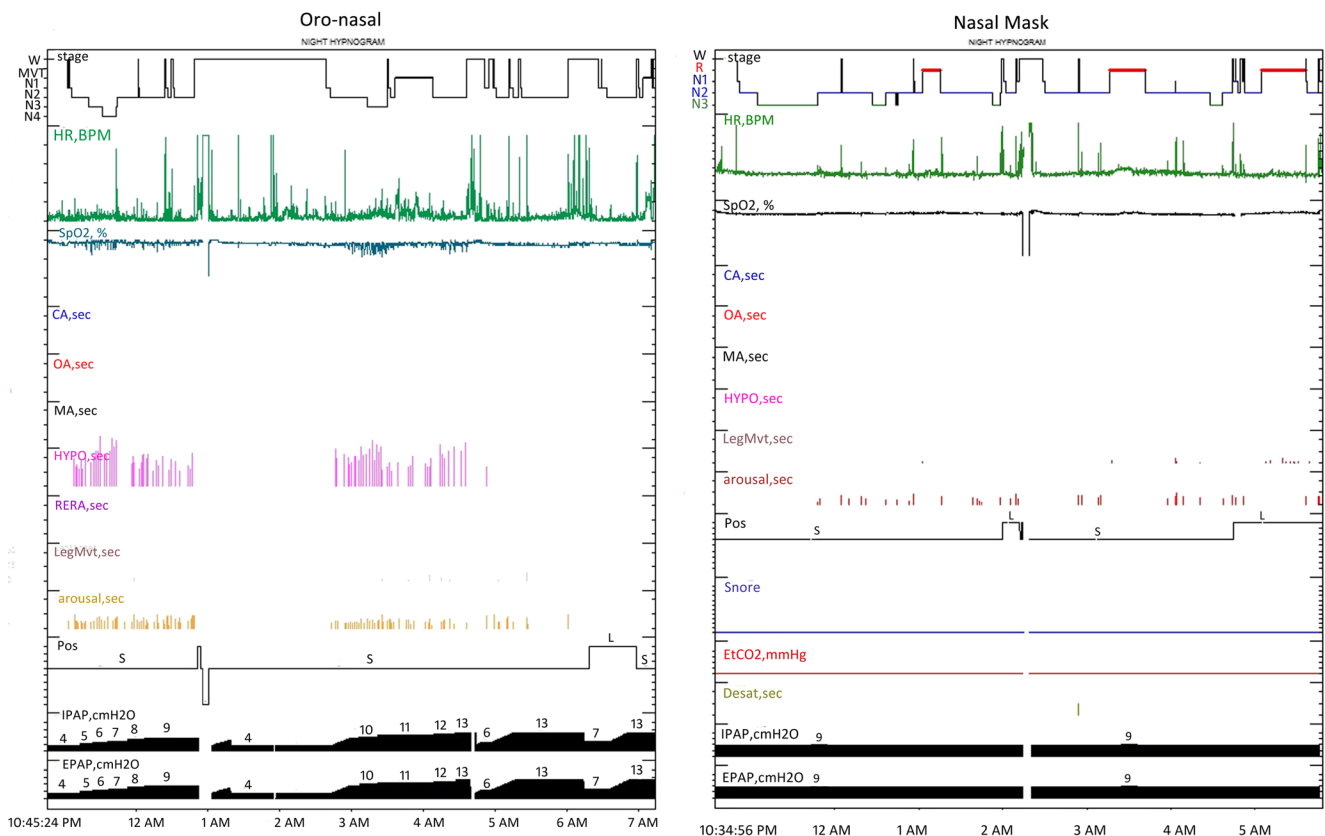 Oro-nasal
NIGHT HYPNOGRAM
stage
W
MVT
N1
N2
N3
N4
HR,BPM
SpO2, %
CA,sec
OA,sec
MA,sec
HYPO,sec
RERA,sec
LegMvt,sec
arousal,sec
Pos
S S L S
IPAP,cmH2O
4 5 6 7 8 9 4 10 11 12 13 6 13 7 13
EPAP,cmH2O
4 5 6 7 8 9 4 10 11 12 13 6 13 7 13
10:45:24 PM 12 AM 1 AM 2 AM 3 AM 4 AM 5 AM 6 AM 7 AM
Nasal Mask
NIGHT HYPNOGRAM
stage
W
R
N1
N2
N3
HR,BPM
SpO2, %
CA,sec
OA,sec
MA,sec
HYPO,sec
LegMvt,sec
arousal,sec
Pos
S L S L
Snore
EtCO2,mmHg
Desat,sec
IPAP,cmH2O
9 9
EPAP,cmH2O
9 9
10:34:56 PM 12 AM 1 AM 2 AM 3 AM 4 AM 5 AM